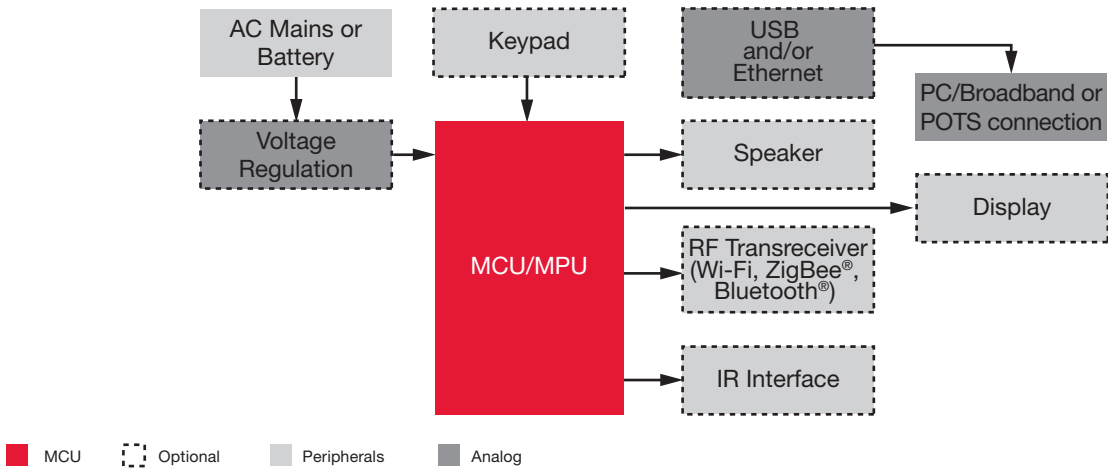 AC Mains or
Battery
Keypad
USB
and/or
Ethernet
PC/Broadband or
POTS connection
Voltage
Regulation
Speaker
Display
MCU/MPU
RF Transreceiver
(Wi-Fi, ZigBee®,
Bluetooth®)
IR Interface
MCU
Optional
Peripherals
Analog